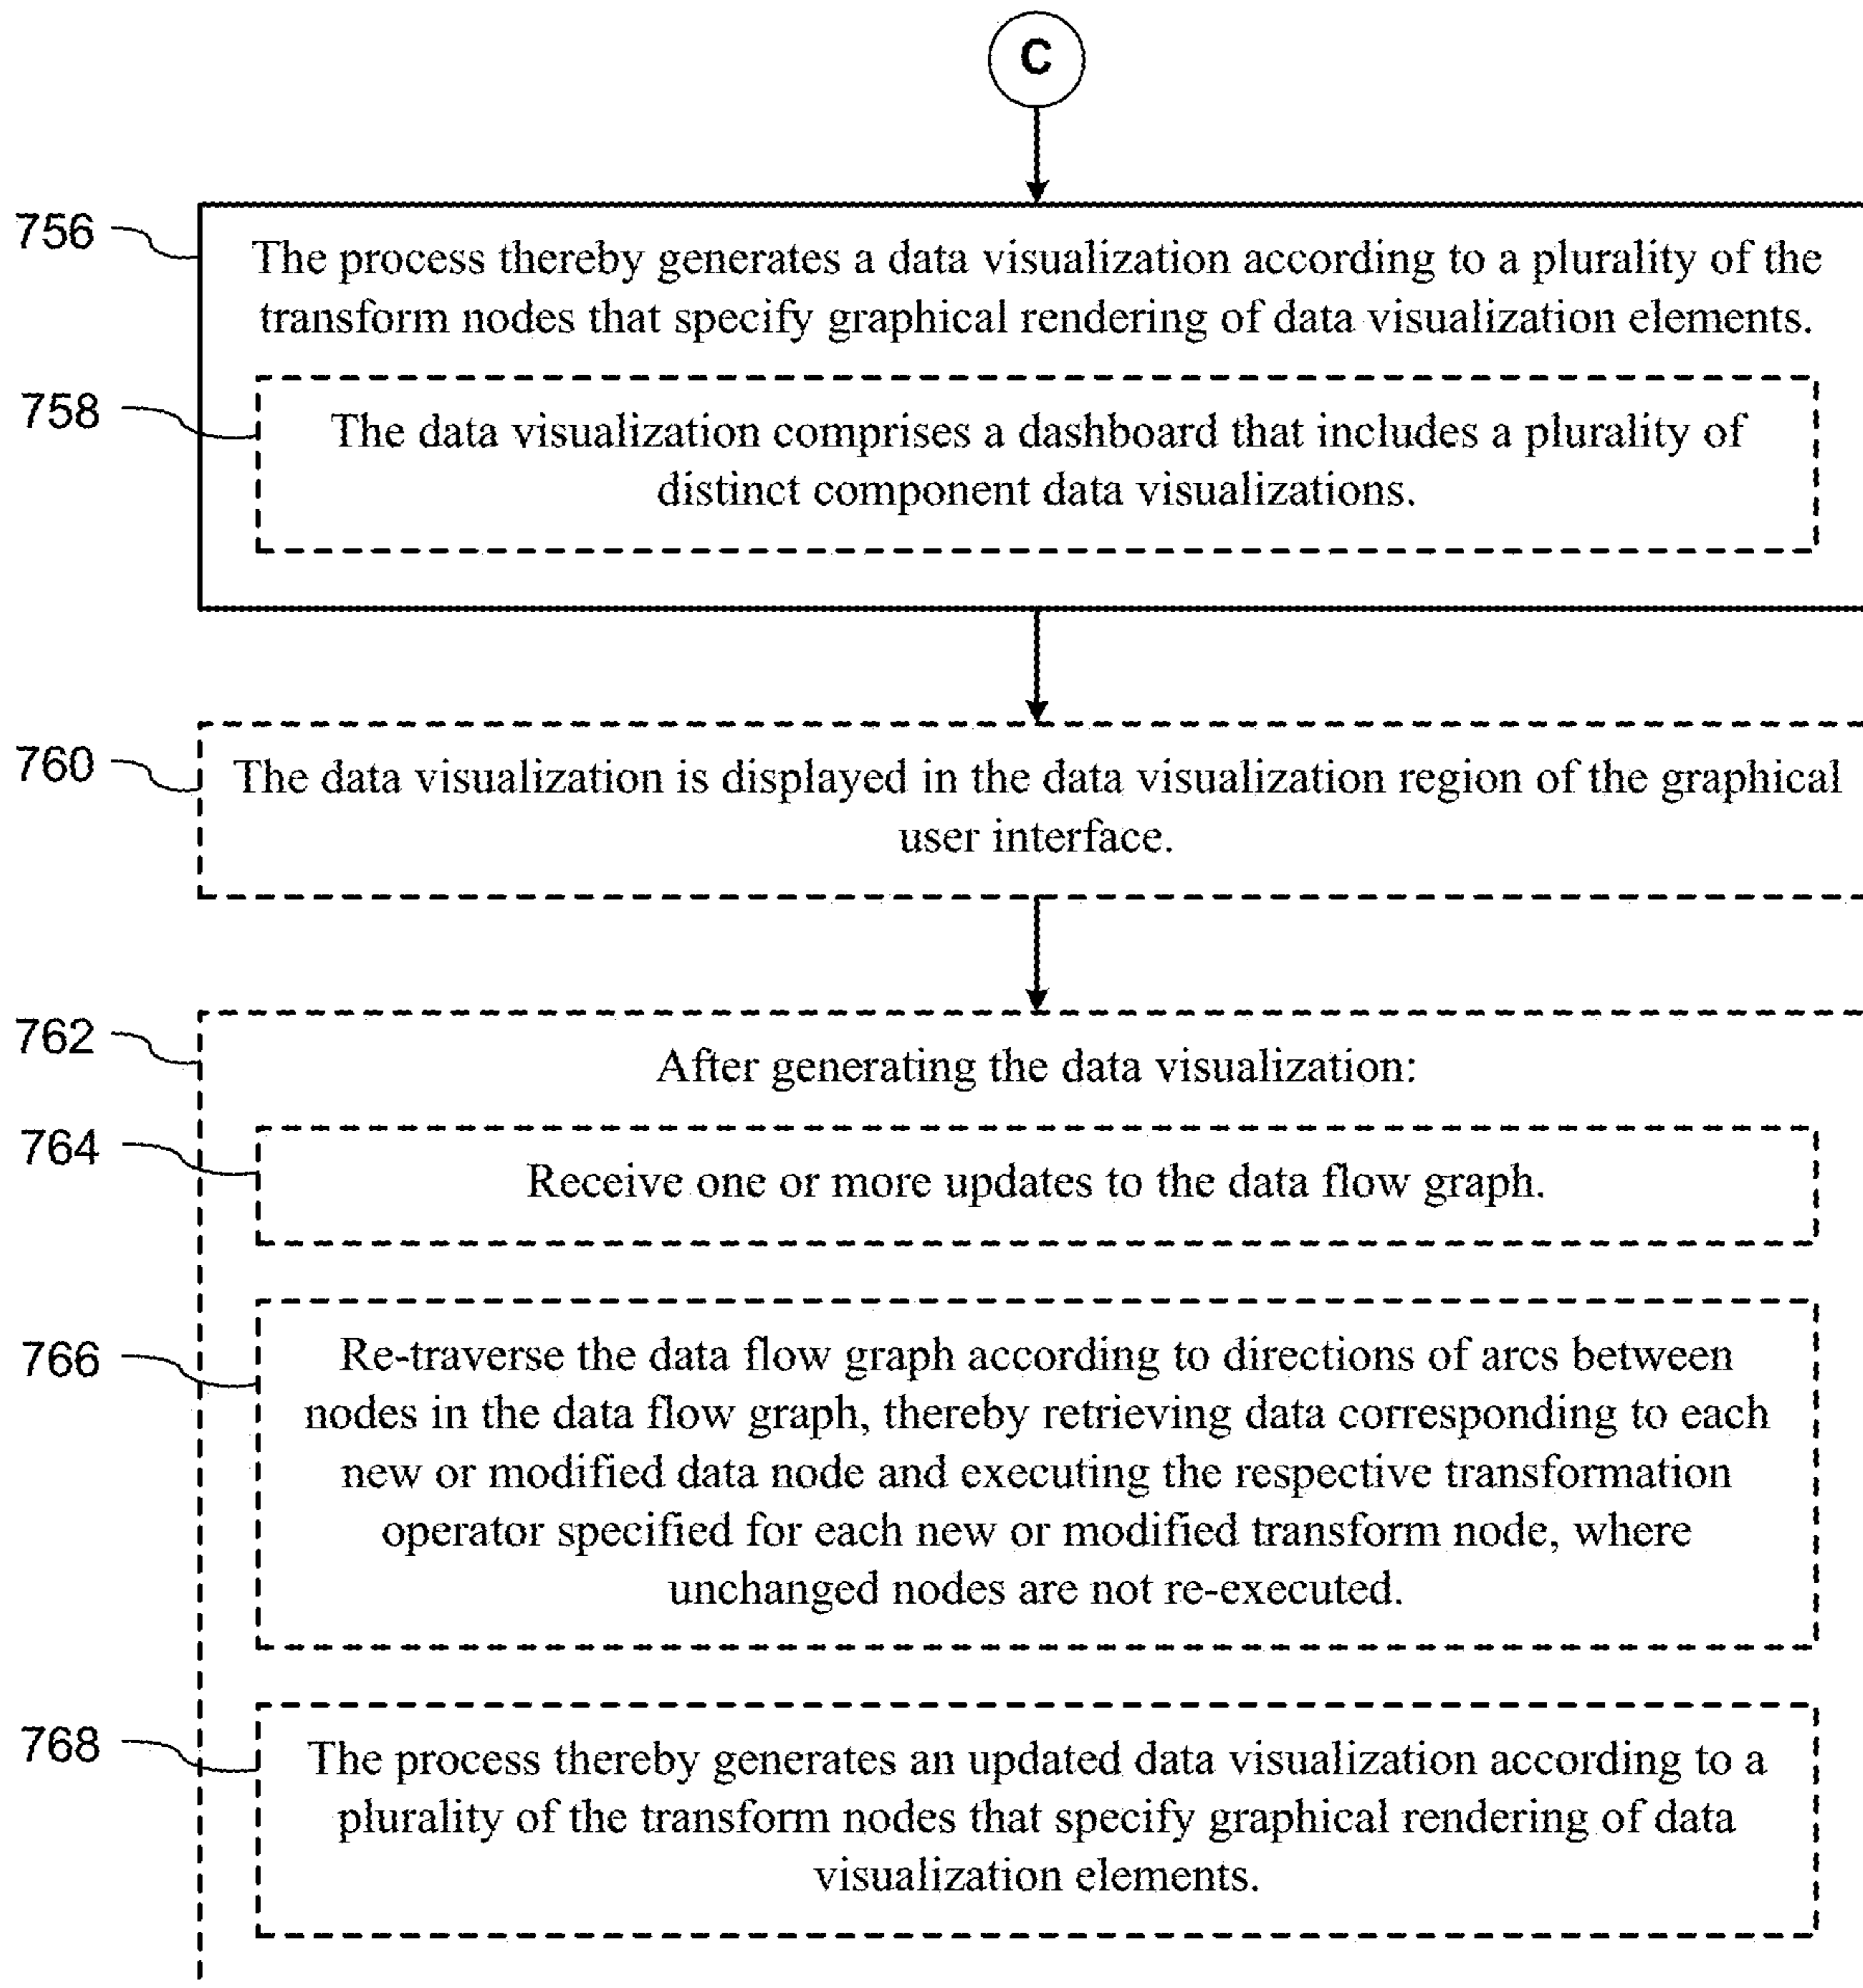 C
756
The process thereby generates a data visualization according to a plurality of the
transform nodes that specify graphical rendering of data visualization elements.
758
The data visualization comprises a dashboard that includes a plurality of
distinct component data visualizations.
760
The data visualization is displayed in the data visualization region of the graphical
user interface.
762
After generating the data visualization:
764
Receive one or more updates to the data flow graph.
766
Re-traverse the data flow graph according to directions of arcs between
nodes in the data flow graph, thereby retrieving data corresponding to each
new or modified data node and executing the respective transformation
operator specified for each new or modified transform node, where
unchanged nodes are not re-executed.
768
The process thereby generates an updated data visualization according to a
plurality of the transform nodes that specify graphical rendering of data
visualization elements.